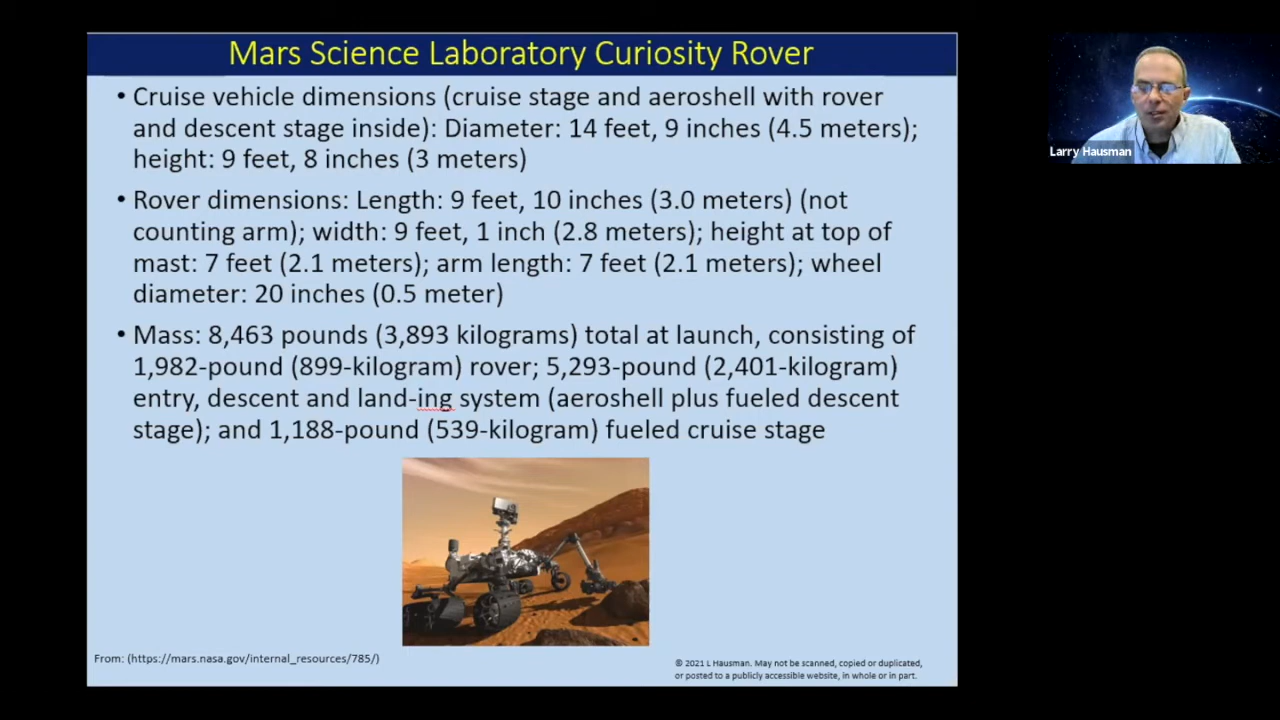 Mars Science Laboratory Curiosity Rover
• Cruise vehicle dimensions (cruise stage and aeroshell with rover
and descent stage inside): Diameter: 14 feet, 9 inches (4.5 meters);
height: 9 feet, 8 inches (3 meters)
• Rover dimensions: Length: 9 feet, 10 inches (3.0 meters) (not
counting arm); width: 9 feet, 1 inch (2.8 meters); height at top of
mast: 7 feet (2.1 meters); arm length: 7 feet (2.1 meters); wheel
diameter: 20 inches (0.5 meter)
• Mass: 8,463 pounds (3,893 kilograms) total at launch, consisting of
1,982-pound (899-kilogram) rover; 5,293-pound (2,401-kilogram)
entry, descent and land-ing system (aeroshell plus fueled descent
stage); and 1,188-pound (539-kilogram) fueled cruise stage
From: (https://mars.nasa.gov/internal_resources/785/)
© 2021 L Hausman. May not be scanned, copied or duplicated,
or posted to a publicly accessible website, in whole or in part.
Larry Hausman